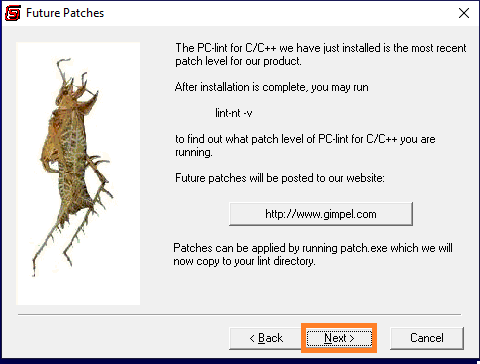 Future Patches
The PC-lint for C/C++ we have just installed is the most recent
patch level for our product.
After installation is complete, you may run
lint-nt -v
to find out what patch level of PC-lint for C/C++ you are
running.
Future patches will be posted to our website:
http://www.gimpel.com
Patches can be applied by running patch.exe which we will
now copy to your lint directory.
< Back
Next >
Cancel